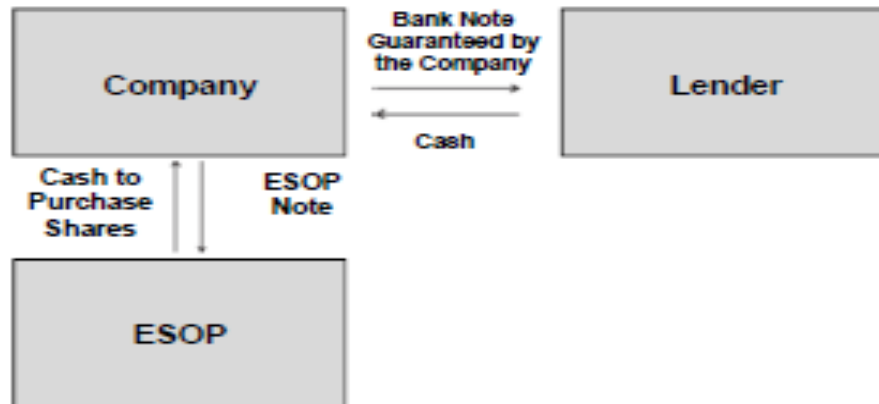 Bank Note
Guaranteed by
the Company
Company
Lender
Cash
Cash to
Purchase
Shares
ESOP
Note
ESOP